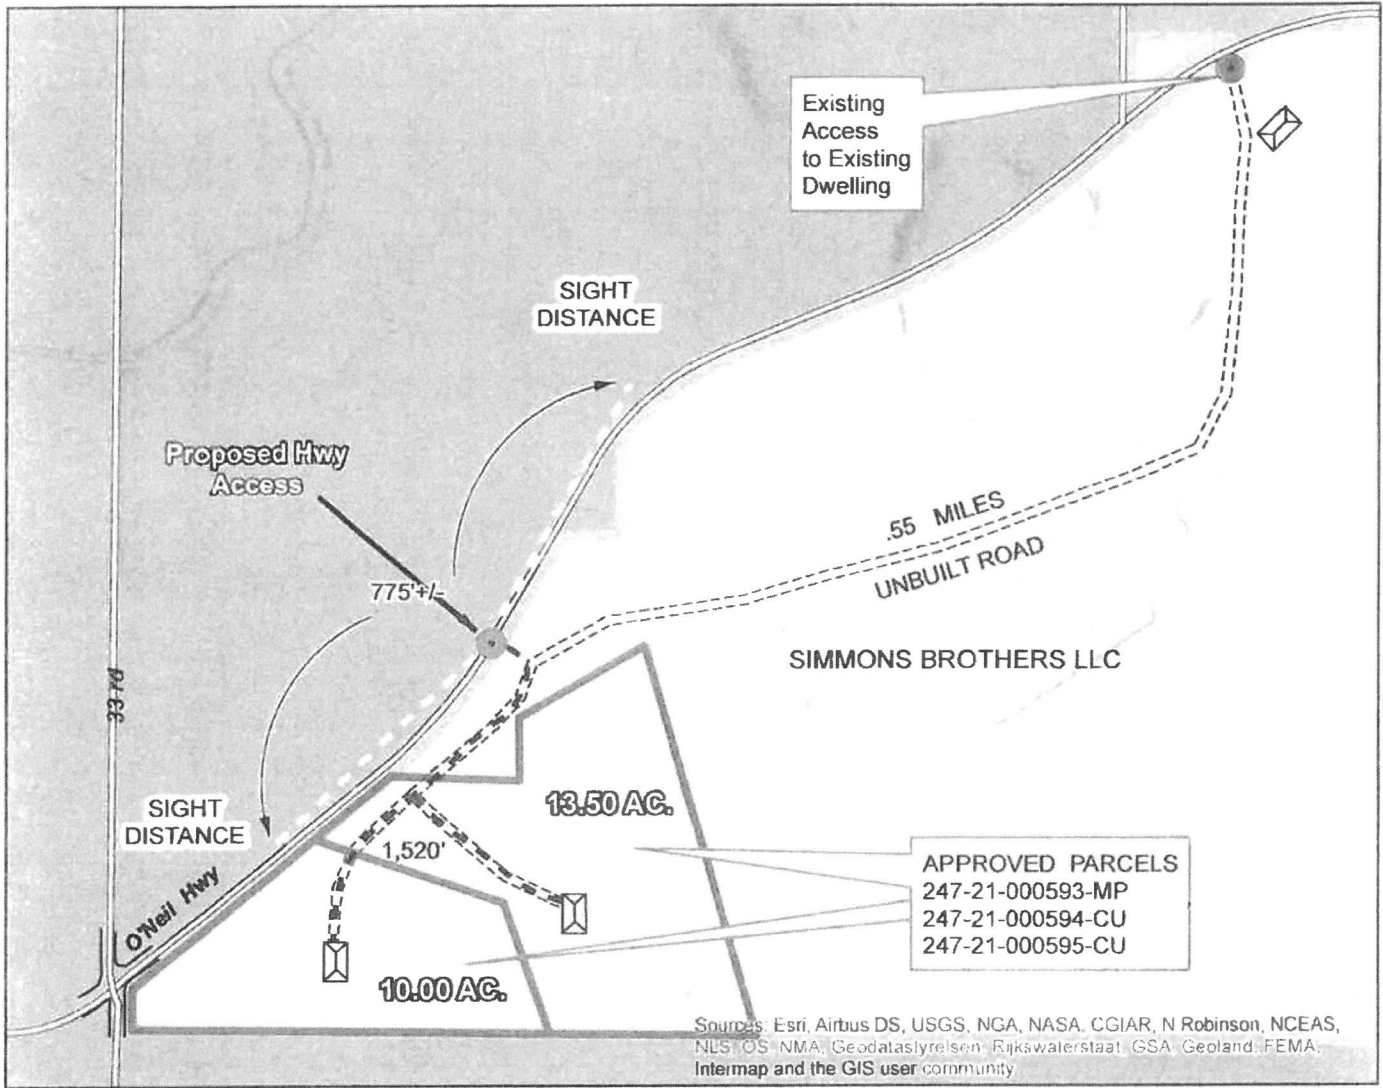 Existing
Access
to Existing
Dwelling
SIGHT
DISTANCE
Proposed Hwy
Access
.55 MILES
UNBUILT ROAD
775'+/-
SIMMONS BROTHERS LLC
33 rd
13.50 AC.
SIGHT
DISTANCE
1,520'
APPROVED PARCELS
247-21-000593-MP
247-21-000594-CU
247-21-000595-CU
O'Neil Hwy
10.00 AC.
Sources: Esri, Airbus DS, USGS, NGA, NASA, CGIAR, N Robinson, NCEAS,
NLS, OS, NMA, Geodatastyrelsen, Rijkswaterstaat, GSA, Geoland, FEMA,
Intermap and the GIS user community